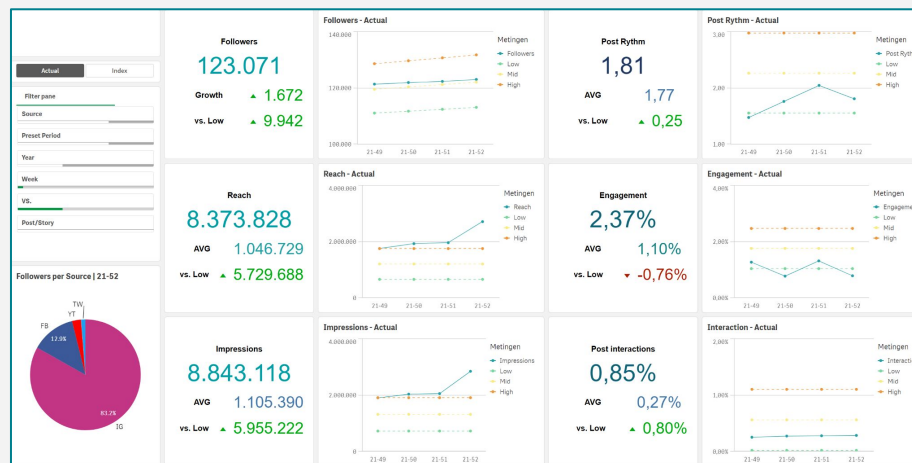 Actual
Index
Filter pane
Source
Preset Period
Year
Week
VS.
Post/Story
Followers per Source | 21-52
TW
YT
FB
12.9%
83.2%
IG
Followers
123.071
Growth ▲ 1.672
vs. Low ▲ 9.942
Followers - Actual
140.000
120.000
100.000
21-49 21-50 21-51 21-52
Metingen
Followers
Low
Mid
High
Post Rythm
1,81
AVG 1,77
vs. Low ▲ 0,25
Post Rythm - Actual
3,00
2,00
1,00
21-49 21-50 21-51 21-52
Metingen
Post Ryth
Low
Mid
High
Reach
8.373.828
AVG 1.046.729
vs. Low ▲ 5.729.688
Reach - Actual
4.000.000
2.000.000
0
21-49 21-50 21-51 21-52
Metingen
Reach
Low
Mid
High
Engagement
2,37%
AVG 1,10%
vs. Low ▼ -0,76%
Engagement - Actual
4,00%
2,00%
0,00%
21-49 21-50 21-51 21-52
Metingen
Engageme
Low
Mid
High
Impressions
8.843.118
AVG 1.105.390
vs. Low ▲ 5.955.222
Impressions - Actual
4.000.000
2.000.000
0
21-49 21-50 21-51 21-52
Metingen
Impressions
Low
Mid
High
Post interactions
0,85%
AVG 0,27%
vs. Low ▲ 0,80%
Interaction - Actual
2,00%
1,00%
0,00%
21-49 21-50 21-51 21-52
Metingen
Interacti
Low
Mid
High